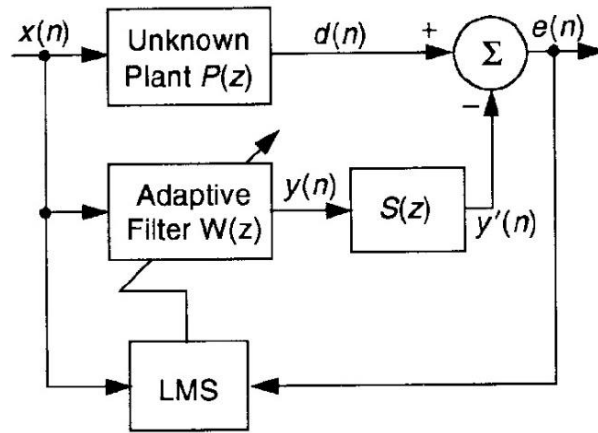 x(n)
Unknown
Plant P(z)
d(n)
+
Σ
e(n)
−
Adaptive
Filter W(z)
y(n)
S(z)
y'(n)
LMS